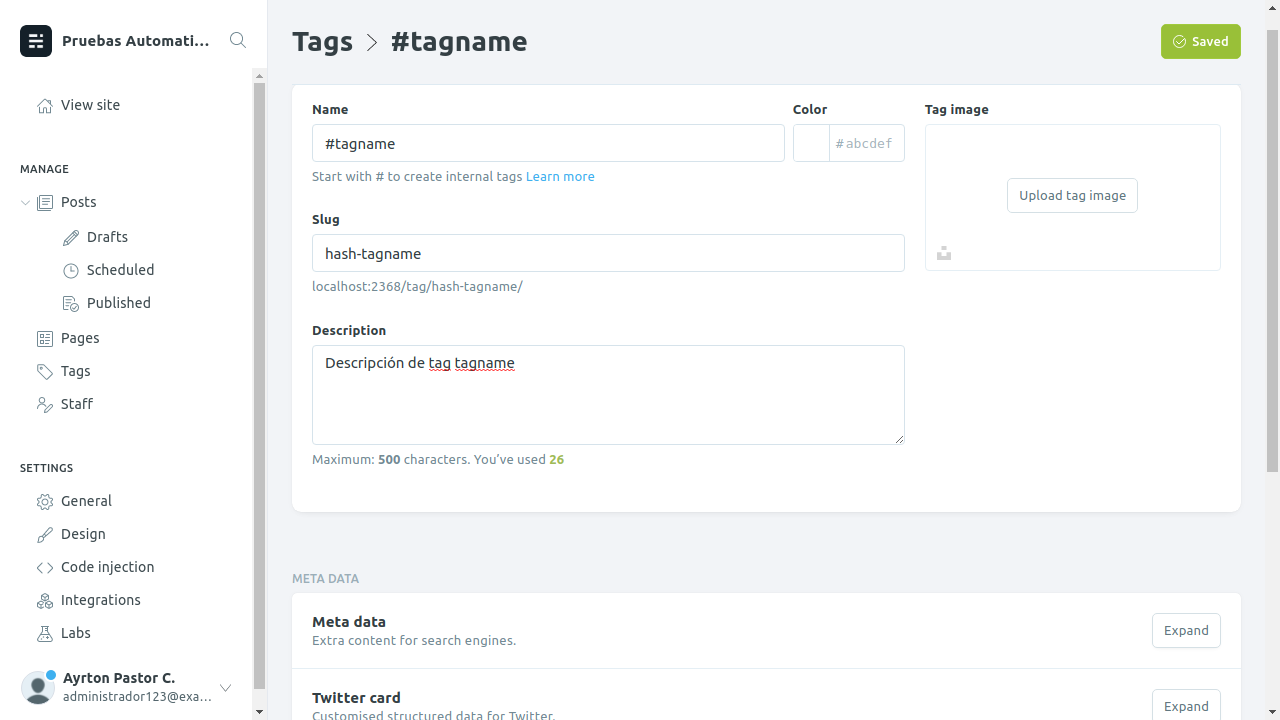 Pruebas Automati...
View site
MANAGE
Posts
Drafts
Scheduled
Published
Pages
Tags
Staff
SETTINGS
General
Design
Code injection
Integrations
Labs
Ayrton Pastor C.
administrador123@exa...
Tags > #tagname
Saved
Name
#tagname
Start with # to create internal tags Learn more
Color
#abcdef
Slug
hash-tagname
localhost:2368/tag/hash-tagname/
Description
Descripción de tag tagname
Maximum: 500 characters. You’ve used 26
Tag image
Upload tag image
META DATA
Meta data
Extra content for search engines.
Expand
Twitter card
Customised structured data for Twitter.
Expand